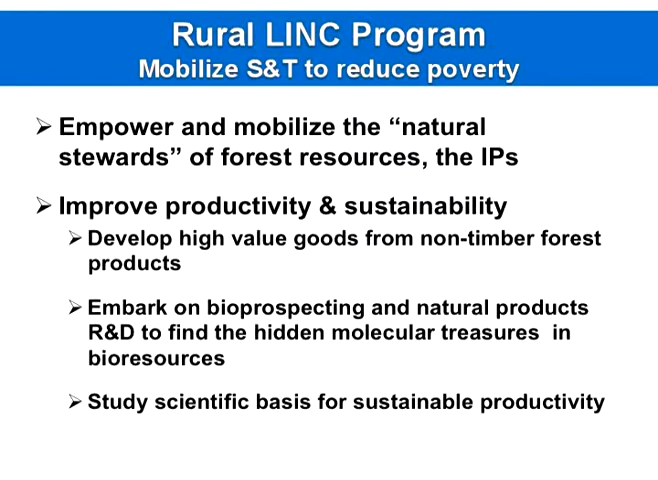 Rural LINC Program
Mobilize S&T to reduce poverty
➢ Empower and mobilize the “natural
stewards” of forest resources, the IPs
➢ Improve productivity & sustainability
➢ Develop high value goods from non-timber forest
products
➢ Embark on bioprospecting and natural products
R&D to find the hidden molecular treasures in
bioresources
➢ Study scientific basis for sustainable productivity